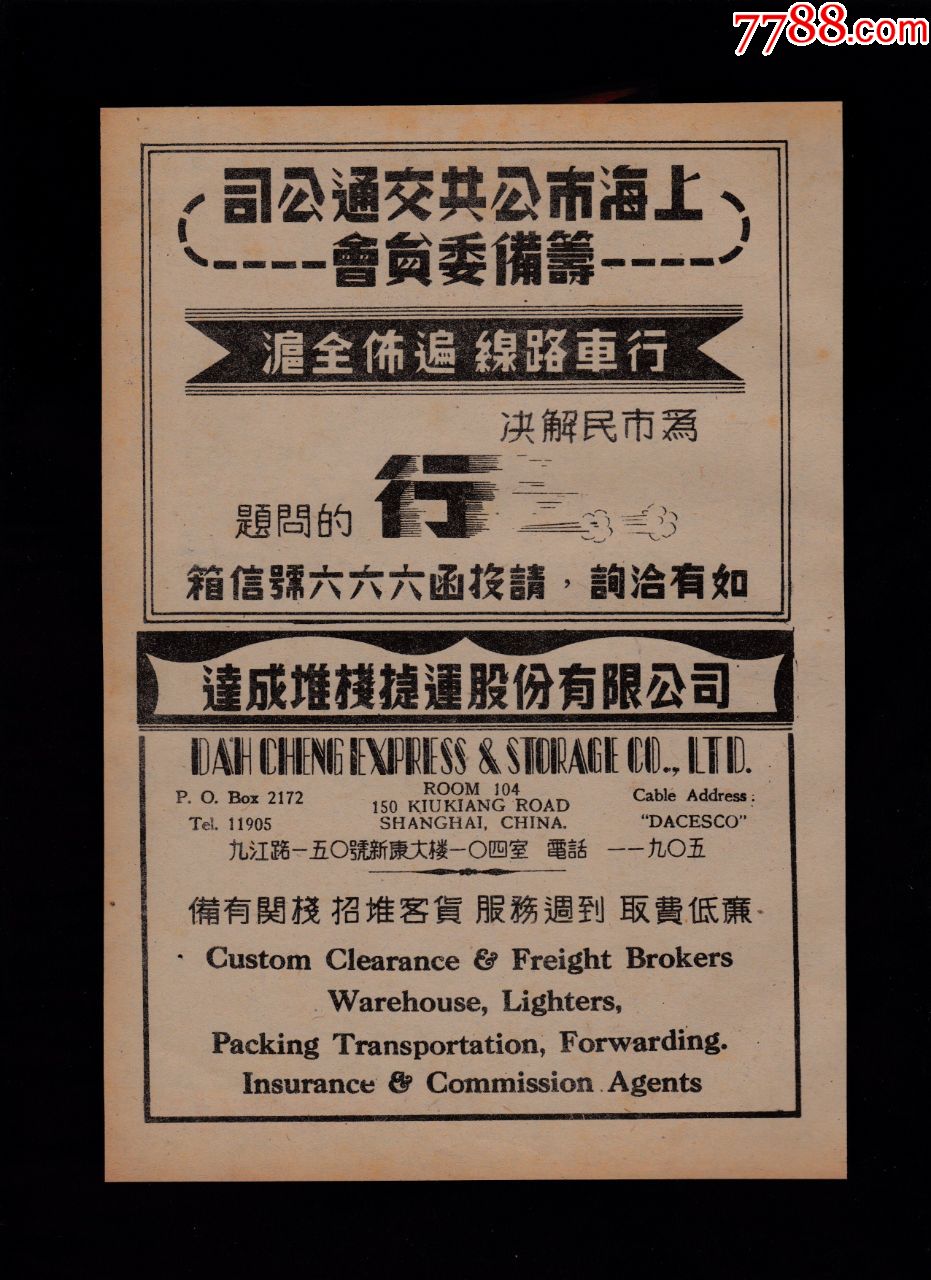 7788.com
上海市公共交通公司
籌備委員會
行車路線 遍佈全滬
為市民解決
行
的問題
如有洽詢,請投函六六六號信箱
達成堆棧捷運股份有限公司
DAH CHENG EXPRESS & STORAGE CO., LTD.
P. O. Box 2172
Tel. 11905
ROOM 104
150 KIUKIANG ROAD
SHANGHAI, CHINA.
Cable Address:
"DACESCO"
九江路一五〇號新康大楼一〇四室 電話 一一九〇五
備有関棧 招堆客貨 服務週到 取費低廉
Custom Clearance & Freight Brokers
Warehouse, Lighters,
Packing Transportation, Forwarding.
Insurance & Commission Agents